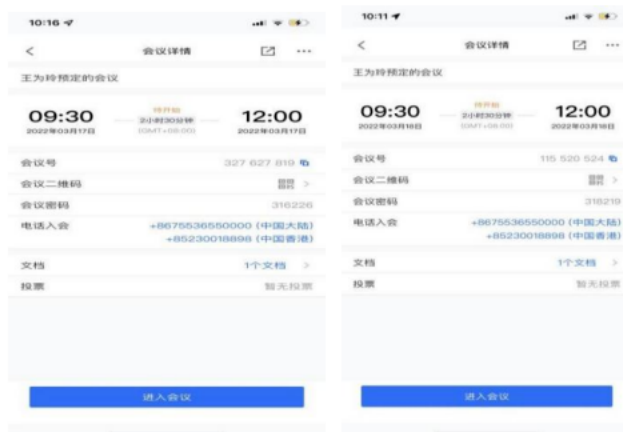 10:16
会议详情
王为玲预定的会议
09:30
待开始
2小时30分钟
12:00
2022年03月17日
(GMT+08:00)
2022年03月17日
会议号
327 627 819
会议二维码
会议密码
316226
电话入会
+8675536550000 (中国大陆)
+85230018898 (中国香港)
文档
1个文档
投票
暂无投票
进入会议
10:11
会议详情
王为玲预定的会议
09:30
待开始
2小时30分钟
12:00
2022年03月18日
(GMT+08:00)
2022年03月18日
会议号
115 520 524
会议二维码
会议密码
318219
电话入会
+8675536550000 (中国大陆)
+85230018898 (中国香港)
文档
1个文档
投票
暂无投票
进入会议